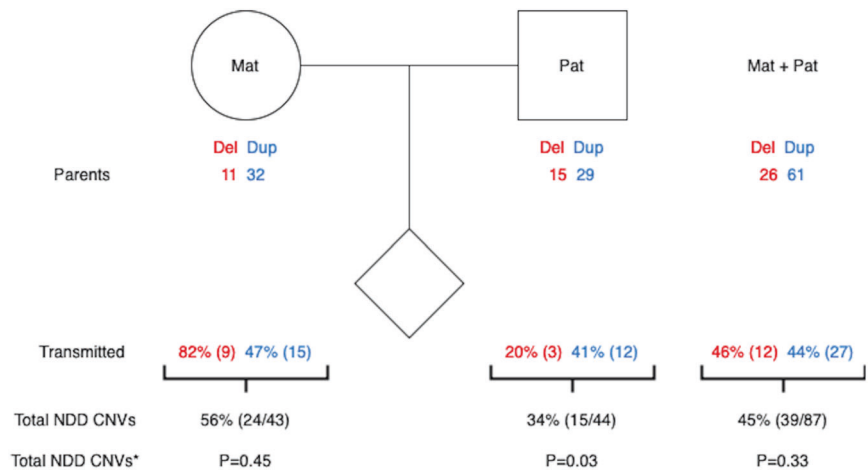 Mat Pat Mat + Pat
Del Dup Del Dup Del Dup
Parents 11 32 15 29 26 61
Transmitted 82% (9) 47% (15) 20% (3) 41% (12) 46% (12) 44% (27)
Total NDD CNVs 56% (24/43) 34% (15/44) 45% (39/87)
Total NDD CNVs* P=0.45 P=0.03 P=0.33